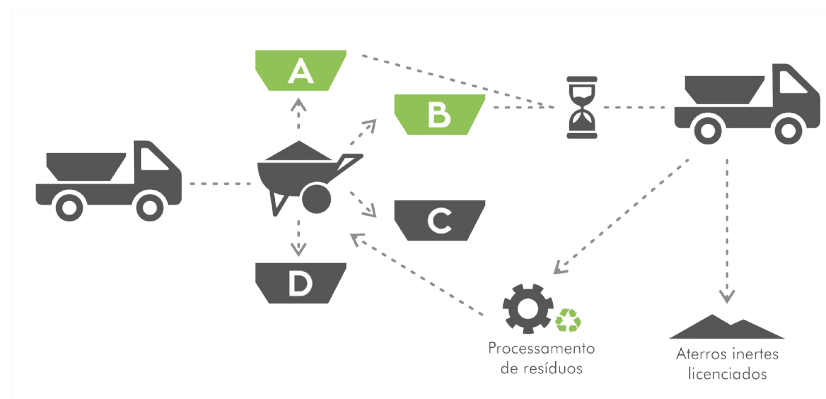 A
B
C
D
Processamento
de resíduos
Aterros inertes
licenciados